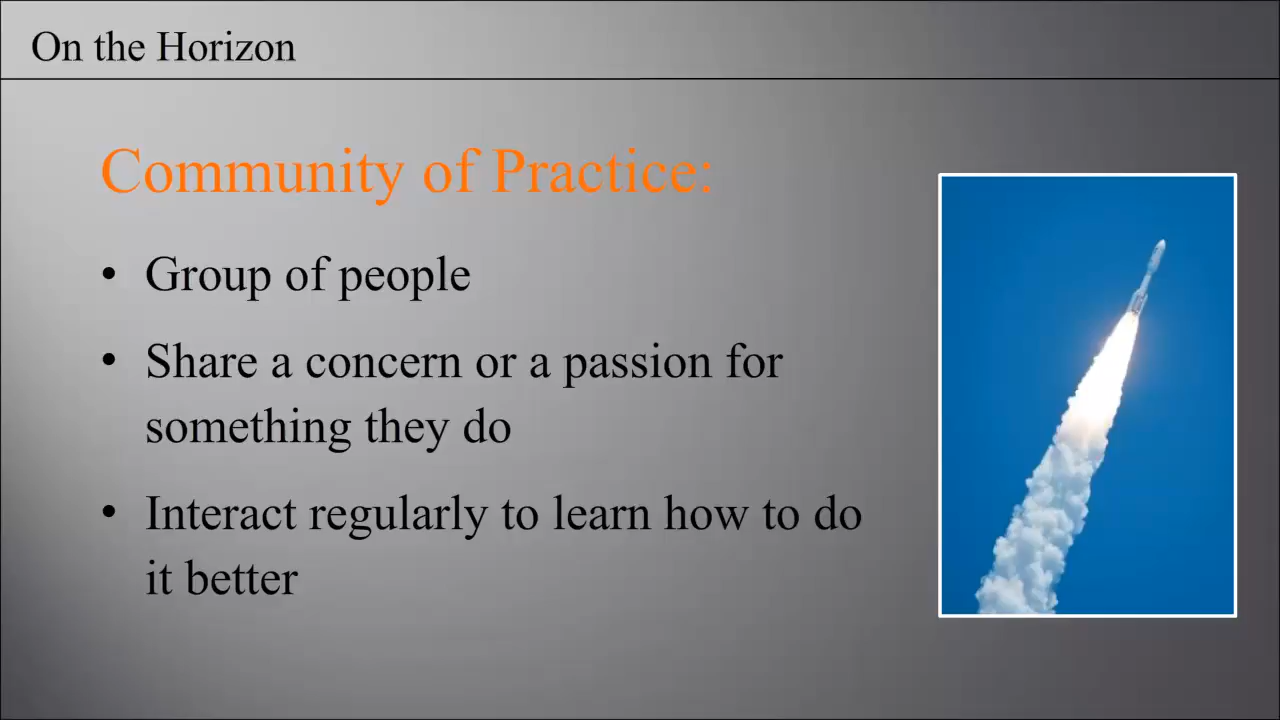 On the Horizon
Community of Practice:
• Group of people
• Share a concern or a passion for
something they do
• Interact regularly to learn how to do
it better